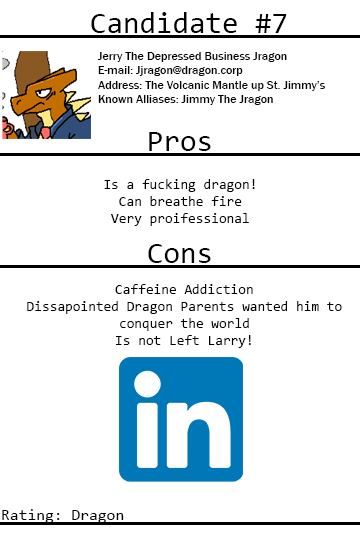 Candidate #7
Jerry The Depressed Business Jragon
E-mail: Jjragon@dragon.corp
Address: The Volcanic Mantle up St. Jimmy's
Known Alliases: Jimmy The Jragon
Pros
Is a fucking dragon!
Can breathe fire
Very proifessional
Cons
Caffeine Addiction
Dissapointed Dragon Parents wanted him to
conquer the world
Is not Left Larry!
in
Rating: Dragon